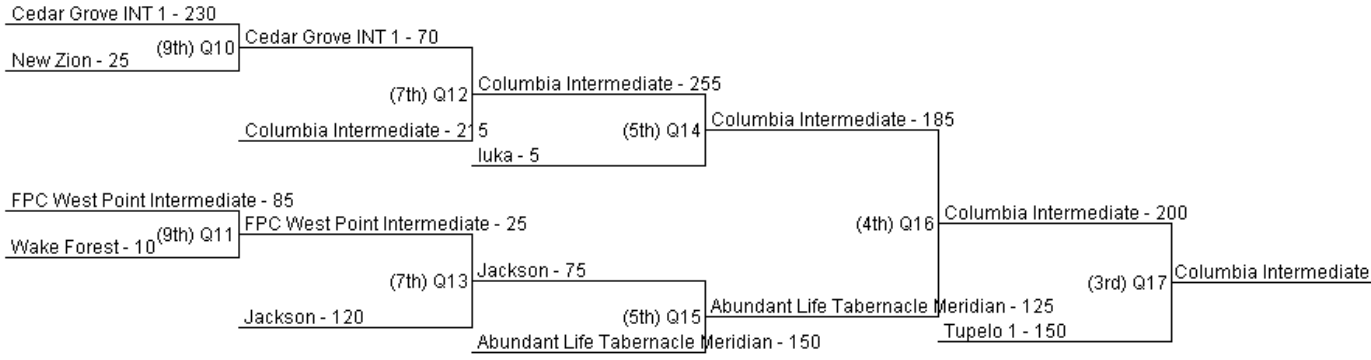 Cedar Grove INT 1 - 230
(9th) Q10
Cedar Grove INT 1 - 70
New Zion - 25
(7th) Q12
Columbia Intermediate - 255
Columbia Intermediate - 215
(5th) Q14
Columbia Intermediate - 185
Iuka - 5
FPC West Point Intermediate - 85
(9th) Q11
FPC West Point Intermediate - 25
Wake Forest - 10
(4th) Q16
Columbia Intermediate - 200
(7th) Q13
Jackson - 75
(3rd) Q17
Columbia Intermediate
Jackson - 120
(5th) Q15
Abundant Life Tabernacle Meridian - 125
Tupelo 1 - 150
Abundant Life Tabernacle Meridian - 150